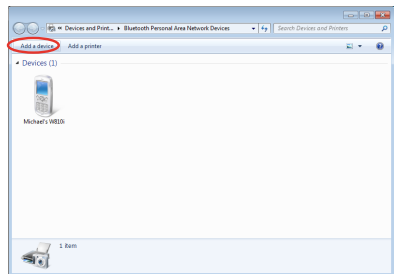 « Devices and Print... ▸ Bluetooth Personal Area Network Devices
Search Devices and Printers
Add a device Add a printer
Devices (1)
Michael's W810i
1 item